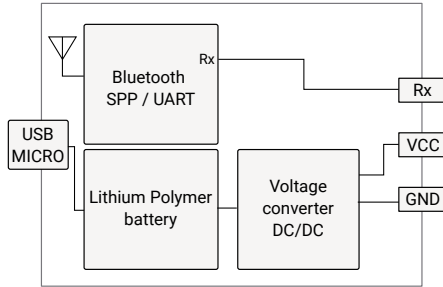 Bluetooth
SPP / UART
Rx
Rx
USB
MICRO
VCC
Lithium Polymer
battery
Voltage
converter
DC/DC
GND